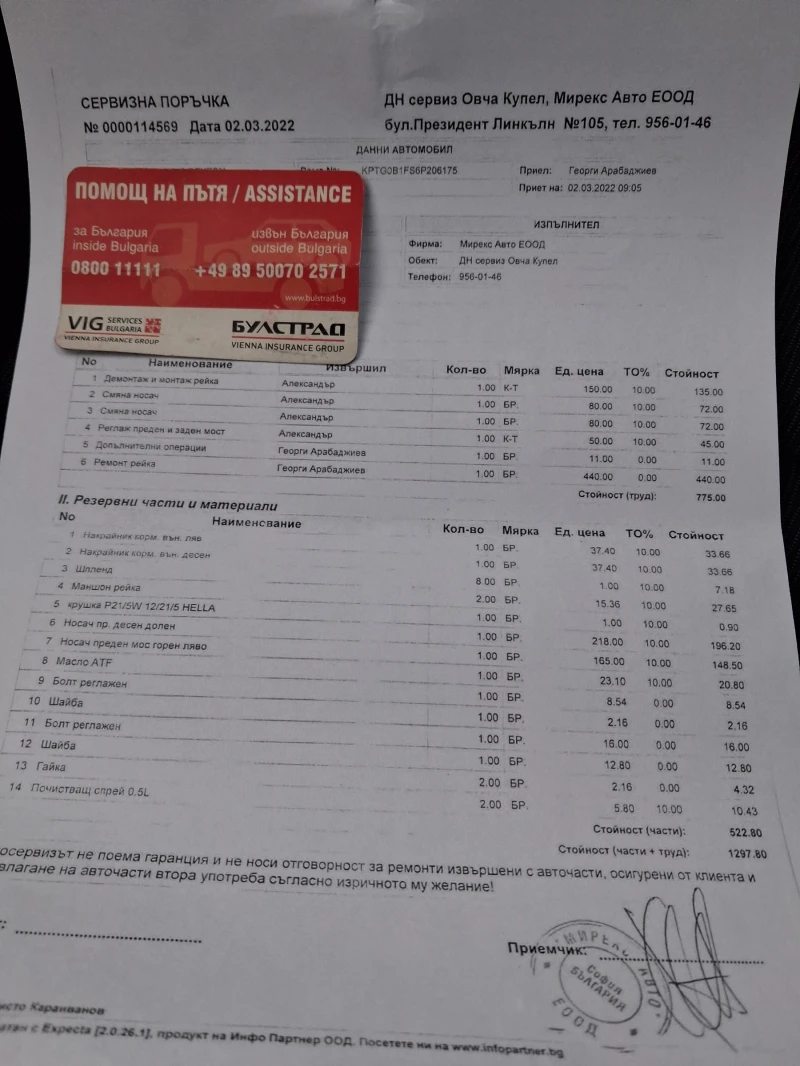 СЕРВИЗНА ПОРЪЧКА
№ 0000114569 Дата 02.03.2022
ДН сервиз Овча Купел, Мирекс Авто ЕООД
бул.Президент Линкълн №105, тел. 956-01-46
ДАННИ АВТОМОБИЛ
KPTG0B1FS6P206175
Приел: Георги Арабаджиев
Приет на: 02.03.2022 09:05
ПОМОЩ НА ПЪТЯ / ASSISTANCE
за България извън България
inside Bulgaria outside Bulgaria
0800 11111 +49 89 50070 2571
www.bulstrad.bg
VIG SERVICES BULGARIA
VIENNA INSURANCE GROUP
БУЛСТРАД
VIENNA INSURANCE GROUP
ИЗПЪЛНИТЕЛ
Фирма: Мирекс Авто ЕООД
Обект: ДН сервиз Овча Купел
Телефон: 956-01-46
No Наименование Извършил Кол-во Мярка Ед. цена ТО% Стойност
1 Демонтаж и монтаж рейка Александър 1.00 К-Т 150.00 10.00 135.00
2 Смяна носач Александър 1.00 БР. 80.00 10.00 72.00
3 Смяна носач Александър 1.00 БР. 80.00 10.00 72.00
4 Реглаж преден и заден мост Александър 1.00 К-Т 50.00 10.00 45.00
5 Допълнителни операции Георги Арабаджиев 1.00 БР. 11.00 0.00 11.00
6 Ремонт рейка Георги Арабаджиев 1.00 БР. 440.00 0.00 440.00
Стойност (труд): 775.00
II. Резервни части и материали
No Наименование Кол-во Мярка Ед. цена ТО% Стойност
1 Накрайник корм. вън. ляв 1.00 БР. 37.40 10.00 33.66
2 Накрайник корм. вън. десен 1.00 БР. 37.40 10.00 33.66
3 Шпленд 8.00 БР. 1.00 10.00 7.18
4 Маншон рейка 2.00 БР. 15.36 10.00 27.65
5 крушка P21/5W 12/21/5 HELLA 1.00 БР. 1.00 10.00 0.90
6 Носач пр. десен долен 1.00 БР. 218.00 10.00 196.20
7 Носач преден мос горен ляво 1.00 БР. 165.00 10.00 148.50
8 Масло ATF 1.00 БР. 23.10 10.00 20.80
9 Болт реглажен 1.00 БР. 8.54 0.00 8.54
10 Шайба 1.00 БР. 2.16 0.00 2.16
11 Болт реглажен 1.00 БР. 16.00 0.00 16.00
12 Шайба 1.00 БР. 12.80 0.00 12.80
13 Гайка 2.00 БР. 2.16 0.00 4.32
14 Почистващ спрей 0,5L 2.00 БР. 5.80 10.00 10.43
Стойност (части): 522.80
Стойност (части + труд): 1297.80
осервизът не поема гаранция и не носи отговорност за ремонти извършени с авточасти, осигурени от клиента и
влагане на авточасти втора употреба съгласно изричното му желание!
Приемчик:
МИРЕКС АВТО ЕООД
София
БЪЛГАРИЯ
исто Караиванов
с Expecta [2.0.26.1], продукт на Инфо Партнер ООД. Посетете ни на www.infopartner.bg